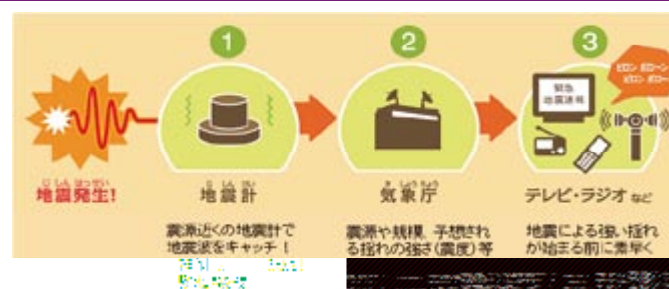 1
2
3
ピロン ポローン
ピロン ポロー
緊急
地震速報
じしんはっせい
地震発生!
じしんけい
地震計
きしょうちょう
気象庁
テレビ・ラジオ など
震源近くの地震計で
地震波をキャッチ!
震源や規模、予想され
る揺れの強さ(震度)等
地震による強い揺れ
が始まる前に素早く